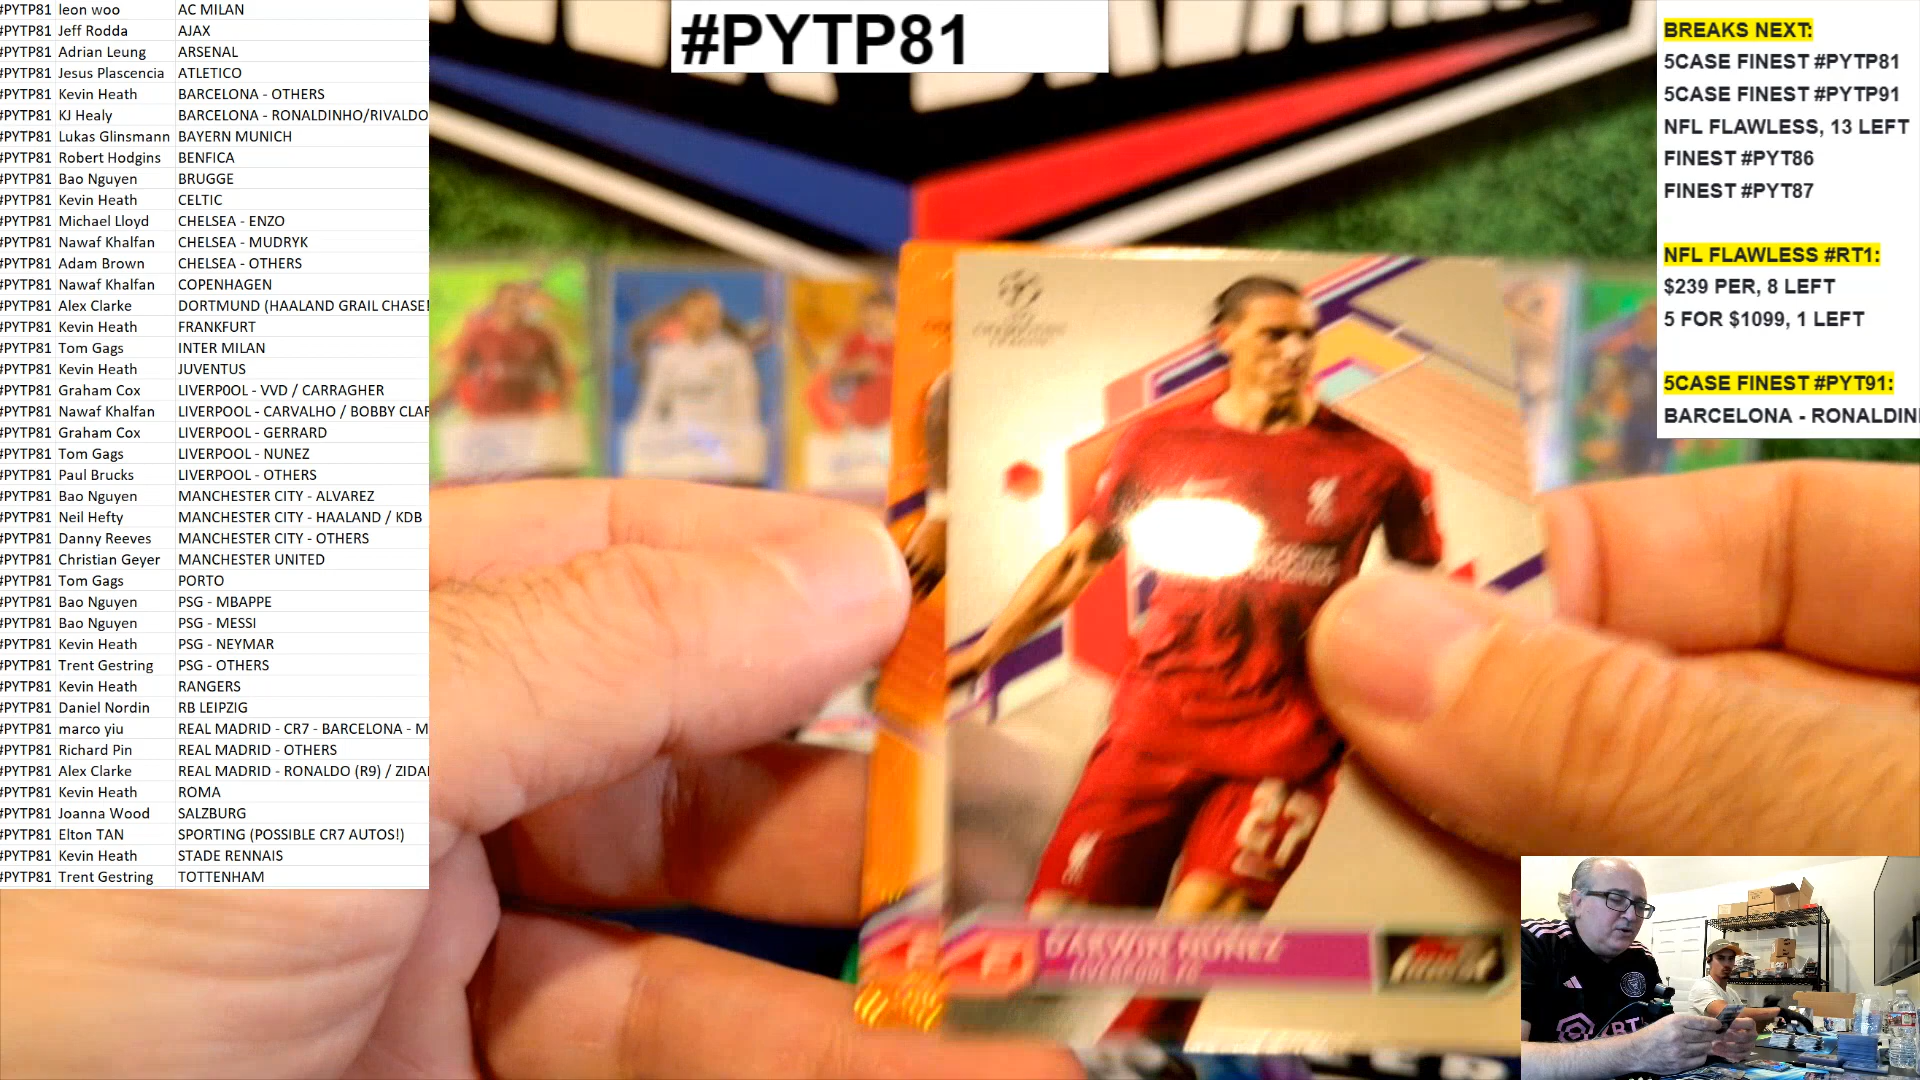 #PYTP81 leon woo AC MILAN
#PYTP81 Jeff Rodda AJAX
#PYTP81 Adrian Leung ARSENAL
#PYTP81 Jesus Plascencia ATLETICO
#PYTP81 Kevin Heath BARCELONA - OTHERS
#PYTP81 KJ Healy BARCELONA - RONALDINHO/RIVALDO
#PYTP81 Lukas Glinsmann BAYERN MUNICH
#PYTP81 Robert Hodgins BENFICA
#PYTP81 Bao Nguyen BRUGGE
#PYTP81 Kevin Heath CELTIC
#PYTP81 Michael Lloyd CHELSEA - ENZO
#PYTP81 Nawaf Khalfan CHELSEA - MUDRYK
#PYTP81 Adam Brown CHELSEA - OTHERS
#PYTP81 Nawaf Khalfan COPENHAGEN
#PYTP81 Alex Clarke DORTMUND (HAALAND GRAIL CHASE!
#PYTP81 Kevin Heath FRANKFURT
#PYTP81 Tom Gags INTER MILAN
#PYTP81 Kevin Heath JUVENTUS
#PYTP81 Graham Cox LIVERP0OL - VVD / CARRAGHER
#PYTP81 Nawaf Khalfan LIVERPOOL - CARVALHO / BOBBY CLAR
#PYTP81 Graham Cox LIVERPOOL - GERRARD
#PYTP81 Tom Gags LIVERPOOL - NUNEZ
#PYTP81 Paul Brucks LIVERPOOL - OTHERS
#PYTP81 Bao Nguyen MANCHESTER CITY - ALVAREZ
#PYTP81 Neil Hefty MANCHESTER CITY - HAALAND / KDB
#PYTP81 Danny Reeves MANCHESTER CITY - OTHERS
#PYTP81 Christian Geyer MANCHESTER UNITED
#PYTP81 Tom Gags PORTO
#PYTP81 Bao Nguyen PSG - MBAPPE
#PYTP81 Bao Nguyen PSG - MESSI
#PYTP81 Kevin Heath PSG - NEYMAR
#PYTP81 Trent Gestring PSG - OTHERS
#PYTP81 Kevin Heath RANGERS
#PYTP81 Daniel Nordin RB LEIPZIG
#PYTP81 marco yiu REAL MADRID - CR7 - BARCELONA - M
#PYTP81 Richard Pin REAL MADRID - OTHERS
#PYTP81 Alex Clarke REAL MADRID - RONALDO (R9) / ZIDA
#PYTP81 Kevin Heath ROMA
#PYTP81 Joanna Wood SALZBURG
#PYTP81 Elton TAN SPORTING (POSSIBLE CR7 AUTOS!)
#PYTP81 Kevin Heath STADE RENNAIS
#PYTP81 Trent Gestring TOTTENHAM
#PYTP81
BREAKS NEXT:
5CASE FINEST #PYTP81
5CASE FINEST #PYTP91
NFL FLAWLESS, 13 LEFT
FINEST #PYT86
FINEST #PYT87
NFL FLAWLESS #RT1:
$239 PER, 8 LEFT
5 FOR $1099, 1 LEFT
5CASE FINEST #PYT91:
BARCELONA - RONALDIN
27
DARWIN NUNEZ
LIVERPOOL FC
finest